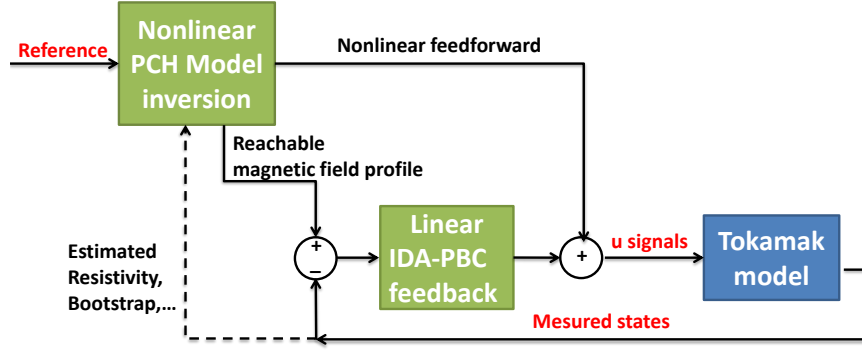 Reference
Nonlinear
PCH Model
inversion
Nonlinear feedforward
Reachable
magnetic field profile
Estimated
Resistivity,
Bootstrap,...
+
−
Linear
IDA-PBC
feedback
+
u signals
Tokamak
model
Mesured states